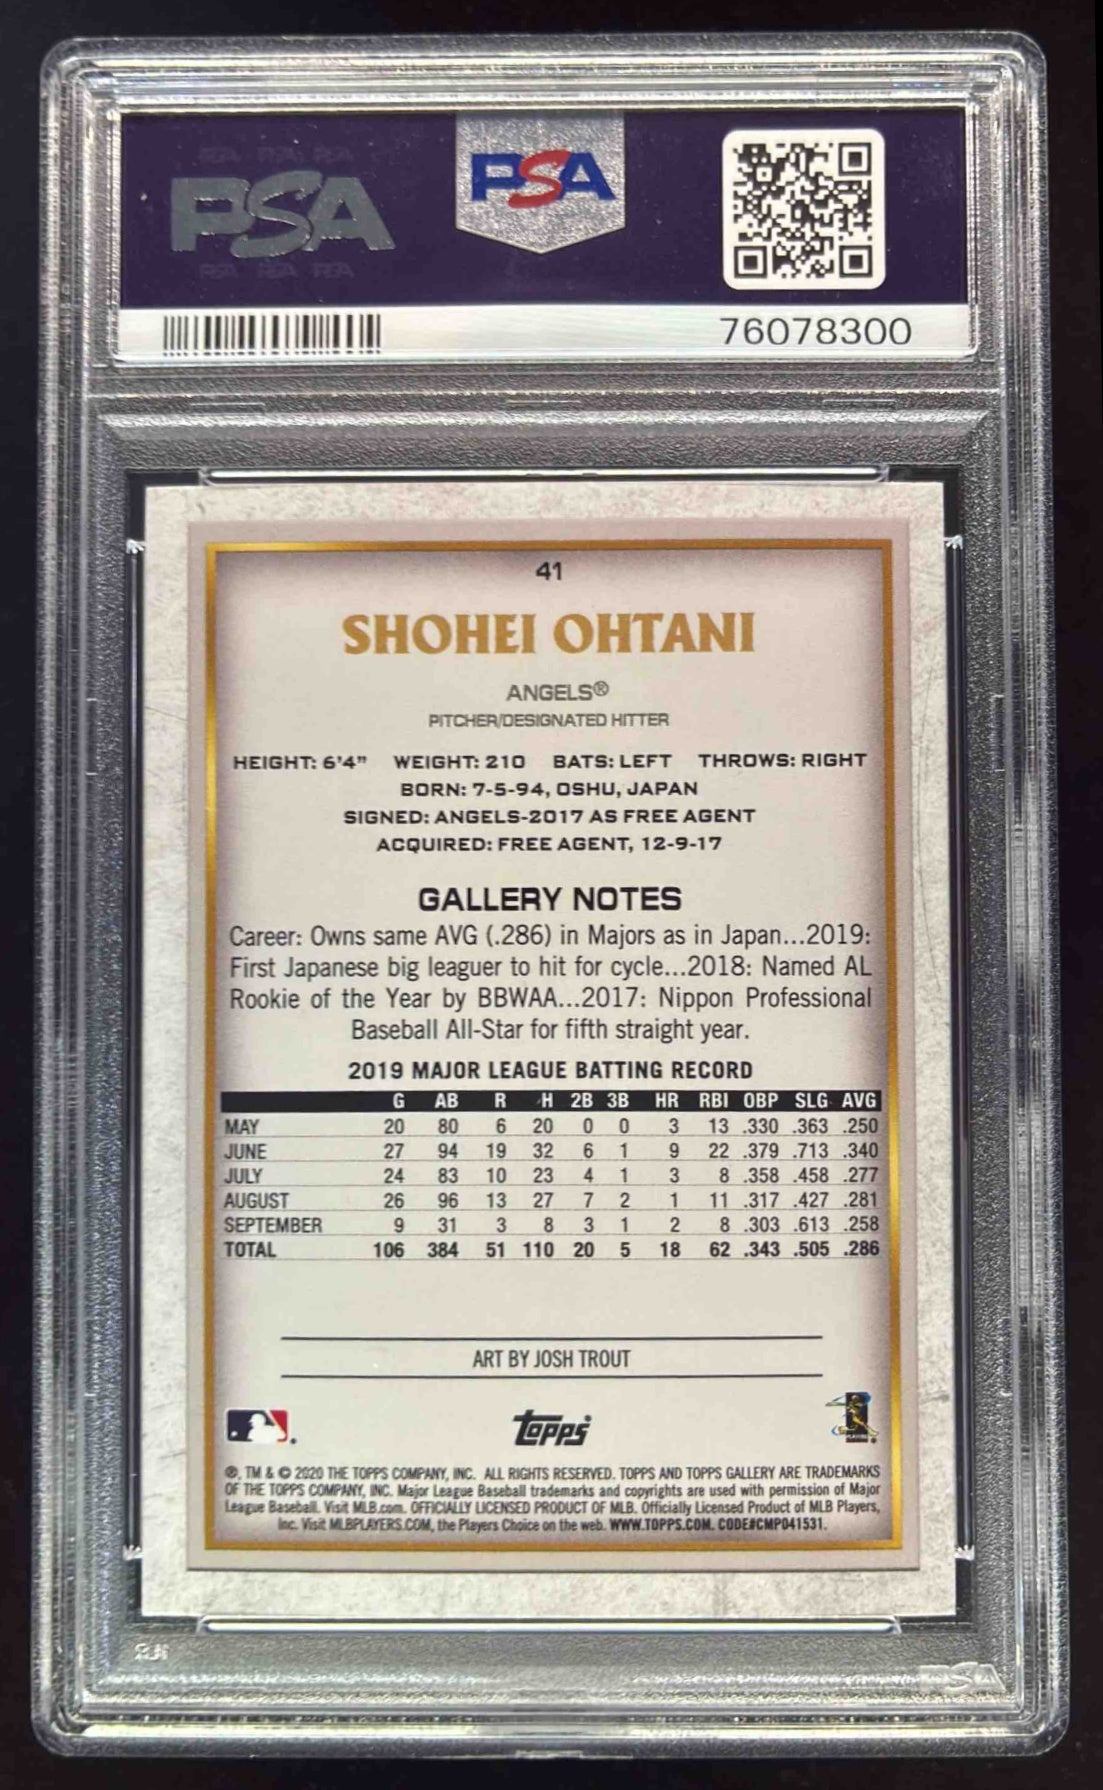 PSA
PSA
76078300
41
SHOHEI OHTANI
ANGELS®
PITCHER/DESIGNATED HITTER
HEIGHT: 6'4" WEIGHT: 210 BATS: LEFT THROWS: RIGHT
BORN: 7-5-94, OSHU, JAPAN
SIGNED: ANGELS-2017 AS FREE AGENT
ACQUIRED: FREE AGENT, 12-9-17
GALLERY NOTES
Career: Owns same AVG (.286) in Majors as in Japan...2019:
First Japanese big leaguer to hit for cycle...2018: Named AL
Rookie of the Year by BBWAA...2017: Nippon Professional
Baseball All-Star for fifth straight year.
2019 MAJOR LEAGUE BATTING RECORD
G AB R H 2B 3B HR RBI OBP SLG AVG
MAY 20 80 6 20 0 0 3 13 .330 .363 .250
JUNE 27 94 19 32 6 1 9 22 .379 .713 .340
JULY 24 83 10 23 4 1 3 8 .358 .458 .277
AUGUST 26 96 13 27 7 2 1 11 .317 .427 .281
SEPTEMBER 9 31 3 8 3 1 2 8 .303 .613 .258
TOTAL 106 384 51 110 20 5 18 62 .343 .505 .286
ART BY JOSH TROUT
topps
®, TM & © 2020 THE TOPPS COMPANY, INC. ALL RIGHTS RESERVED. TOPPS AND TOPPS GALLERY ARE TRADEMARKS
OF THE TOPPS COMPANY, INC. Major League Baseball trademarks and copyrights are used with permission of Major
League Baseball. Visit MLB.com. OFFICIALLY LICENSED PRODUCT OF MLB. Officially Licensed Product of MLB Players,
Inc. Visit MLBPLAYERS.COM, the Players Choice on the web. WWW.TOPPS.COM. CODE#CMP041531.